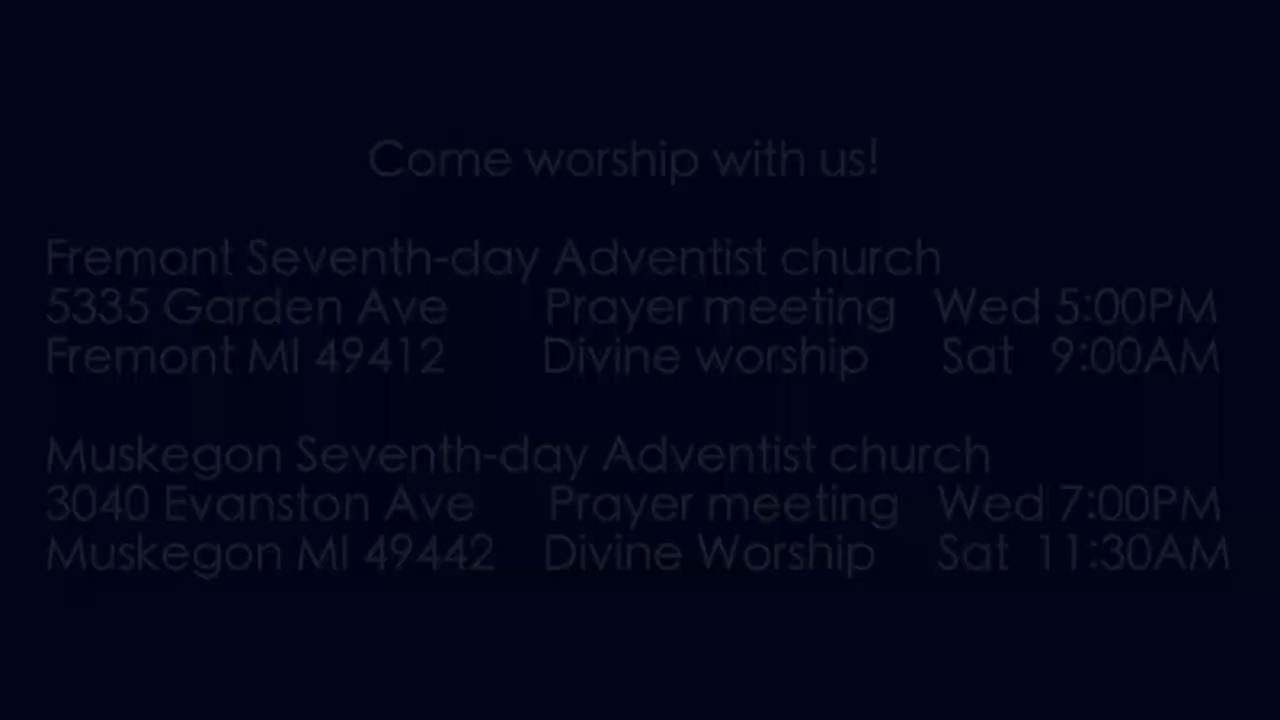 Come worship with us!
Fremont Seventh-day Adventist church
5335 Garden Ave Prayer meeting Wed 5:00PM
Fremont MI 49412 Divine worship Sat 9:00AM
Muskegon Seventh-day Adventist church
3040 Evanston Ave Prayer meeting Wed 7:00PM
Muskegon MI 49442 Divine Worship Sat 11:30AM